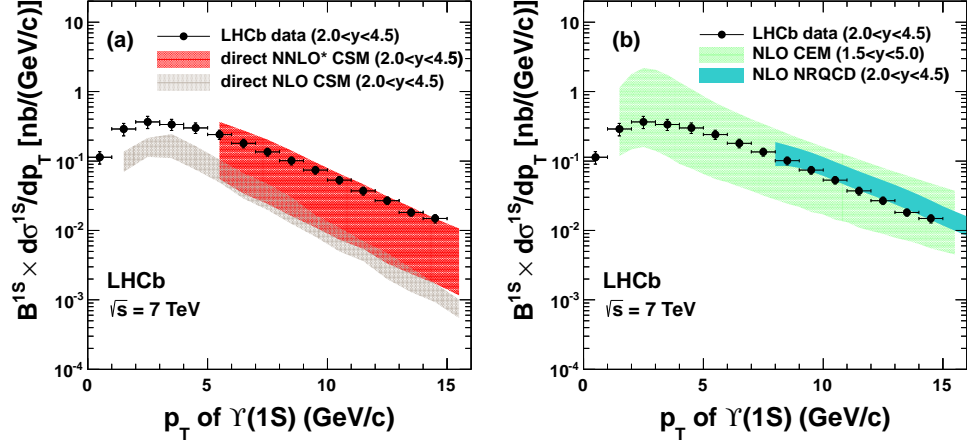 (a)
LHCb data (2.0<y<4.5)
direct NNLO* CSM (2.0<y<4.5)
direct NLO CSM (2.0<y<4.5)
B^{1S} × dσ^{1S}/dp_T [nb/(GeV/c)]
1
10^{-1}
10^{-2}
10^{-3}
10^{-4}
LHCb
√s = 7 TeV
0 5 10 15
p_T of ϒ(1S) (GeV/c)
(b)
LHCb data (2.0<y<4.5)
NLO CEM (1.5<y<5.0)
NLO NRQCD (2.0<y<4.5)
B^{1S} × dσ^{1S}/dp_T [nb/(GeV/c)]
1
10^{-1}
10^{-2}
10^{-3}
10^{-4}
LHCb
√s = 7 TeV
0 5 10 15
p_T of ϒ(1S) (GeV/c)